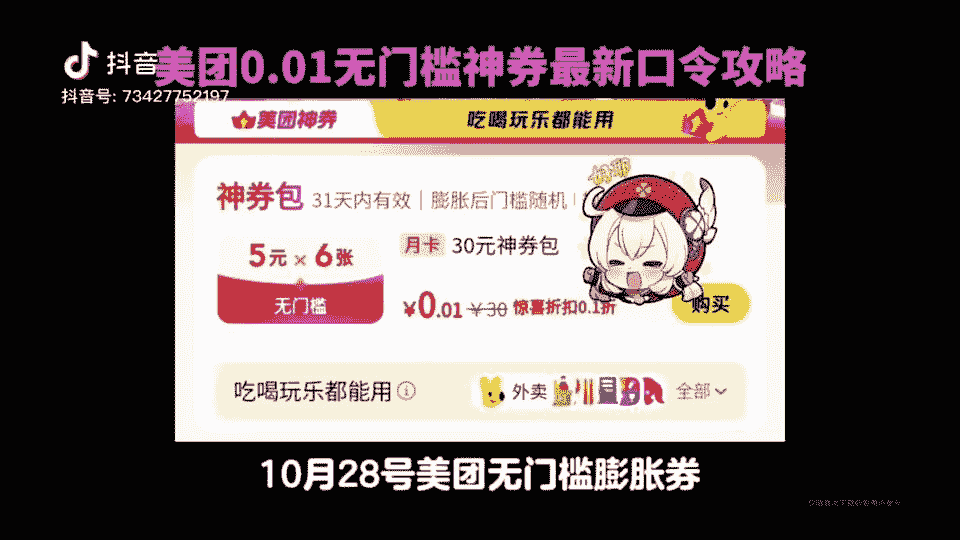 抖音
美团0.01无门槛神券最新口令攻略
抖音号: 73427752197
美团神券
吃喝玩乐都能用
好耶
神券包 31天内有效｜膨胀后门槛随机
5元×6张
月卡 30元神券包
无门槛
¥0.01 ¥30 惊喜折扣0.1折
购买
吃喝玩乐都能用
外卖
全部
10月28号美团无门槛膨胀券